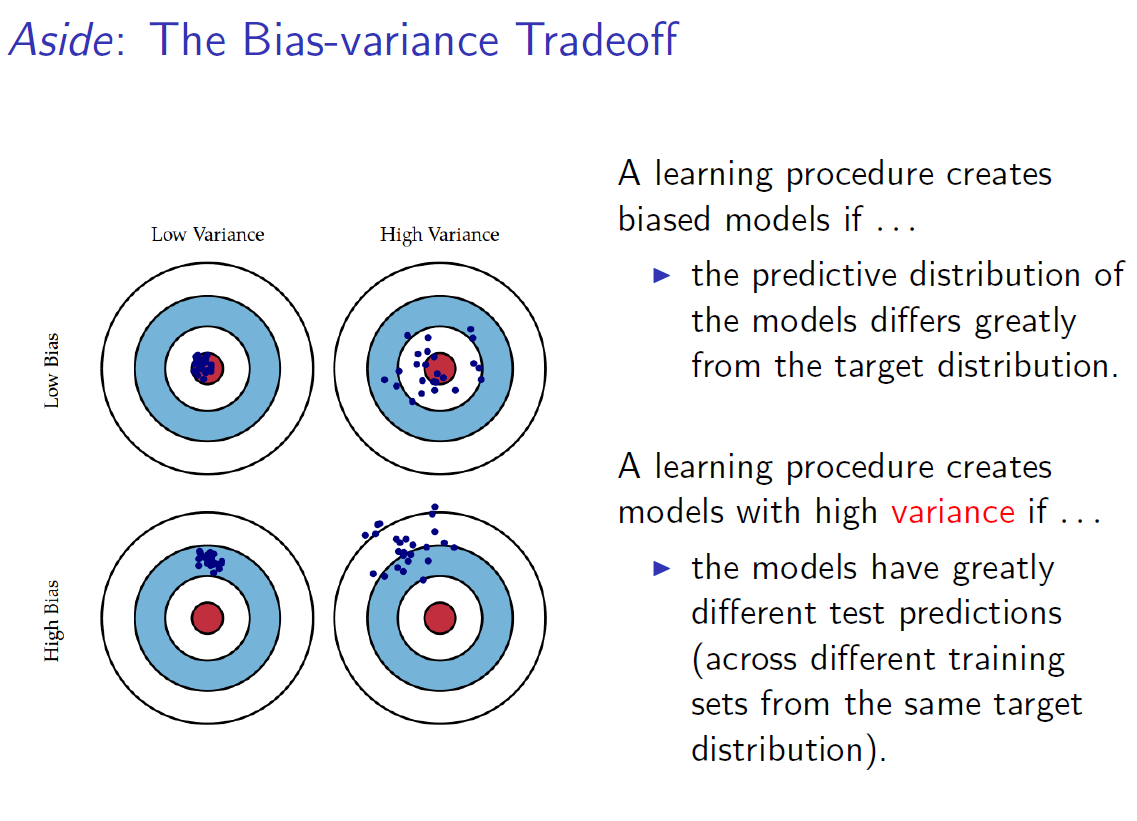 Aside: The Bias-variance Tradeoff
Low Variance
High Variance
Low Bias
High Bias
A learning procedure creates
biased models if . . .
▶ the predictive distribution of
the models differs greatly
from the target distribution.
A learning procedure creates
models with high variance if . . .
▶ the models have greatly
different test predictions
(across different training
sets from the same target
distribution).